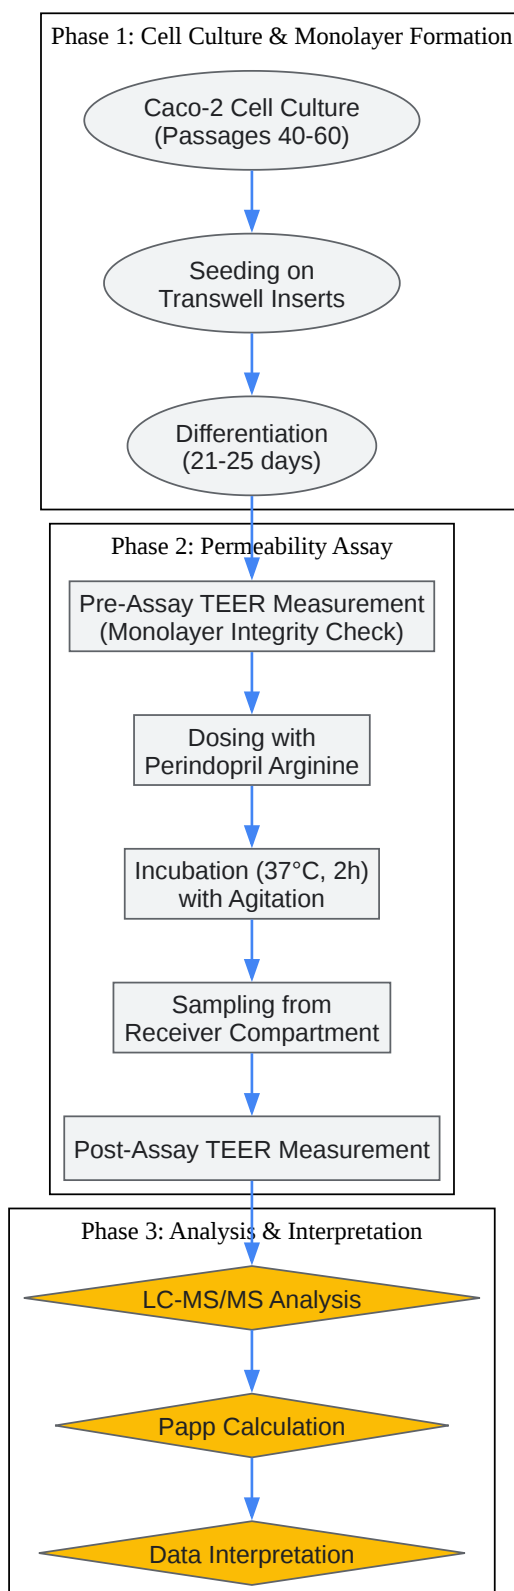 Phase 1: Cell Culture & Monolayer Formation
Caco-2 Cell Culture
(Passages 40-60)
Seeding on
Transwell Inserts
Differentiation
(21-25 days)
Phase 2: Permeability Assay
Pre-Assay TEER Measurement
(Monolayer Integrity Check)
Dosing with
Perindopril Arginine
Incubation (37°C, 2h)
with Agitation
Sampling from
Receiver Compartment
Post-Assay TEER Measurement
Phase 3: Analysis & Interpretation
LC-MS/MS Analysis
Papp Calculation
Data Interpretation